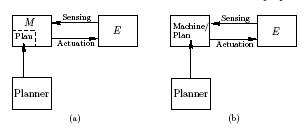 M
Plan
Sensing
Actuation
E
Planner
(a)
Machine/
Plan
Sensing
Actuation
E
Planner
(b)